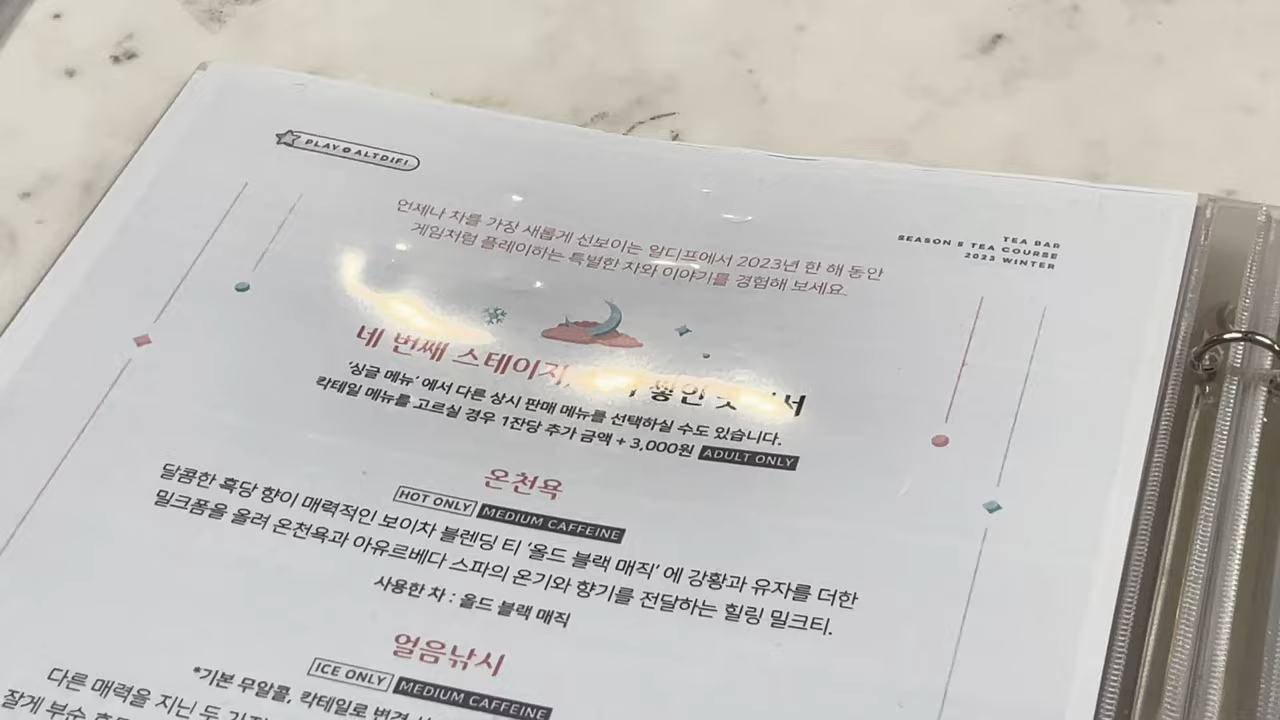 PLAY ALTDIF!
TEA BAR
SEASON 5 TEA COURSE
2023 WINTER
언제나 차를 가장 새롭게 선보이는 알디프에서 2023년 한 해 동안
게임처럼 플레이하는 특별한 차와 이야기를 경험해 보세요.
네 번째 스테이지,
'싱글 메뉴' 에서 다른 상시 판매 메뉴를 선택하실 수도 있습니다.
칵테일 메뉴를 고르실 경우 1잔당 추가 금액 + 3,000원 ADULT ONLY
온천욕
HOT ONLY MEDIUM CAFFEINE
달콤한 흑당 향이 매력적인 보이차 블렌딩 티 '올드 블랙 매직' 에 강황과 유자를 더한
밀크폼을 올려 온천욕과 아유르베다 스파의 온기와 향기를 전달하는 힐링 밀크티.
사용한 차 : 올드 블랙 매직
얼음낚시
ICE ONLY MEDIUM CAFFEINE
*기본 무알콜, 칵테일로 변경
다른 매력을 지닌 두 가지
잘게 부순